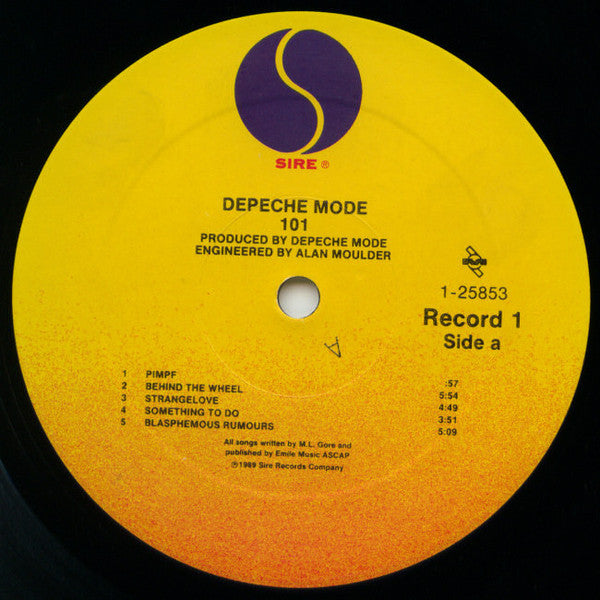 SIRE ®
DEPECHE MODE
101
PRODUCED BY DEPECHE MODE
ENGINEERED BY ALAN MOULDER
1-25853
Record 1
Side a
A
1 PIMPF :57
2 BEHIND THE WHEEL 5:54
3 STRANGELOVE 4:49
4 SOMETHING TO DO 3:51
5 BLASPHEMOUS RUMOURS 5:09
All songs written by M.L. Gore and
published by Emile Music ASCAP
℗1989 Sire Records Company